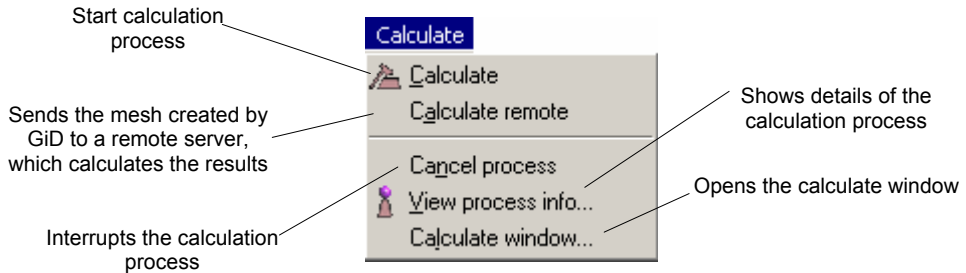 Start calculation
process
Calculate
Calculate
Calculate remote
Sends the mesh created by
GiD to a remote server,
which calculates the results
Shows details of the
calculation process
Cancel process
View process info...
Calculate window...
Opens the calculate window
Interrupts the calculation
process